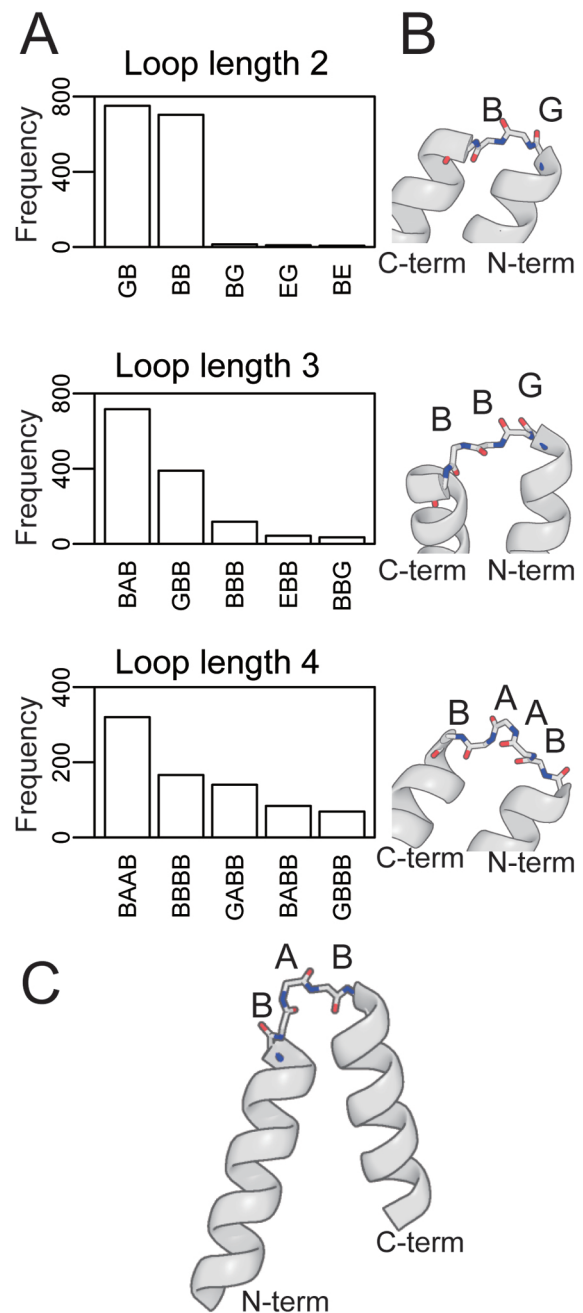 A
B
Loop length 2
Frequency
800
400
0
GB
BB
BG
EG
BE
B G
C-term N-term
Loop length 3
Frequency
800
400
0
BAB
GBB
BBB
EBB
BBG
B B G
C-term N-term
Loop length 4
Frequency
400
200
0
BAAB
BBBB
GABB
BABB
GBBB
B A A B
C-term N-term
C
B A B
C-term
N-term